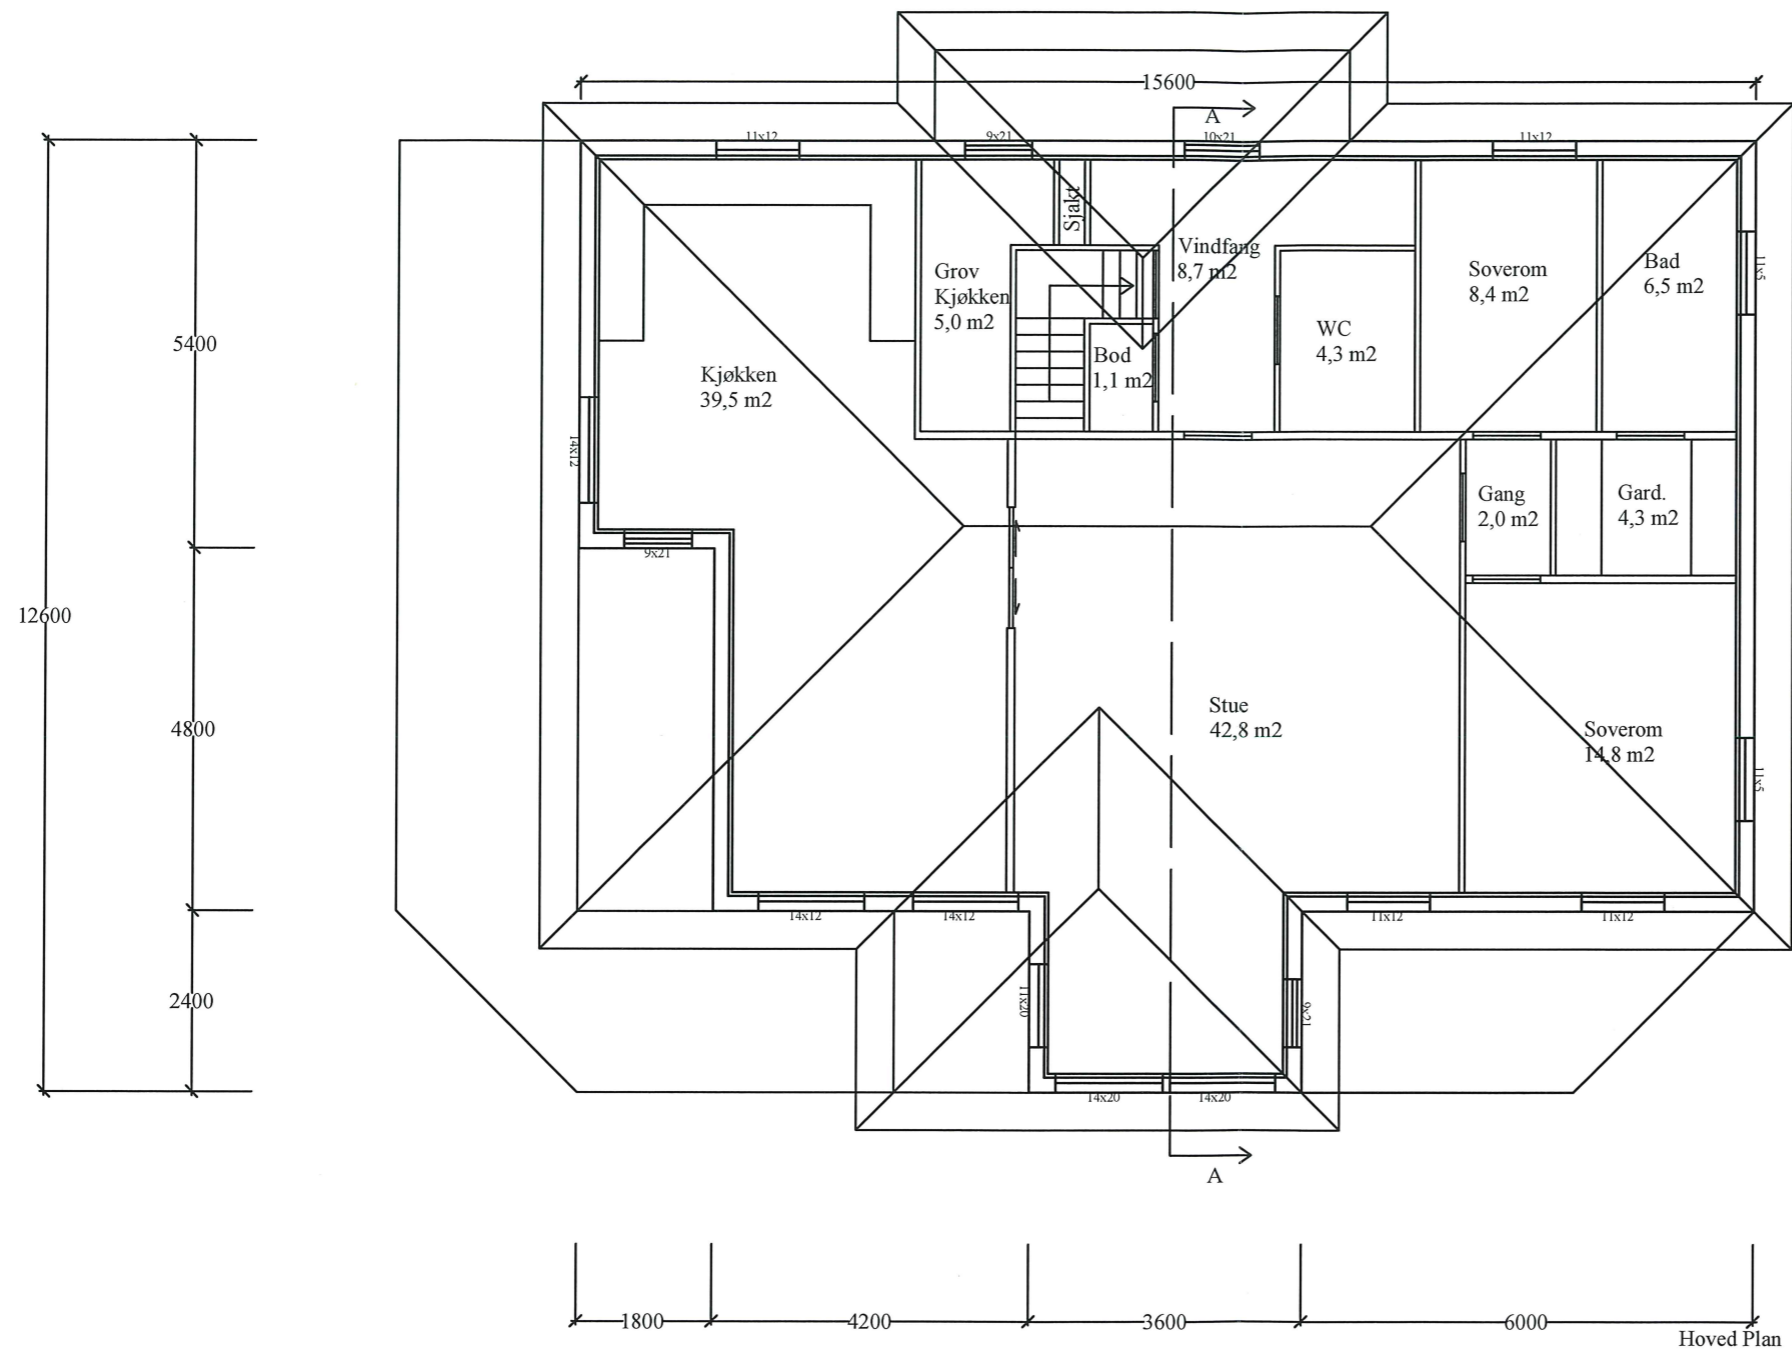 15600
A
11x12
9x21
10x21
11x12
Sjakt
Vindfang
8,7 m2
Grov
Kjøkken
5,0 m2
Soverom
8,4 m2
Bad
6,5 m2
11x5
WC
4,3 m2
Bod
1,1 m2
5400
Kjøkken
39,5 m2
14x12
Gang
2,0 m2
Gard.
4,3 m2
9x21
12600
4800
Stue
42,8 m2
Soverom
14,8 m2
11x5
14x12
14x12
11x12
11x12
2400
11x20
9x21
14x20
14x20
A
1800
4200
3600
6000
Hoved Plan